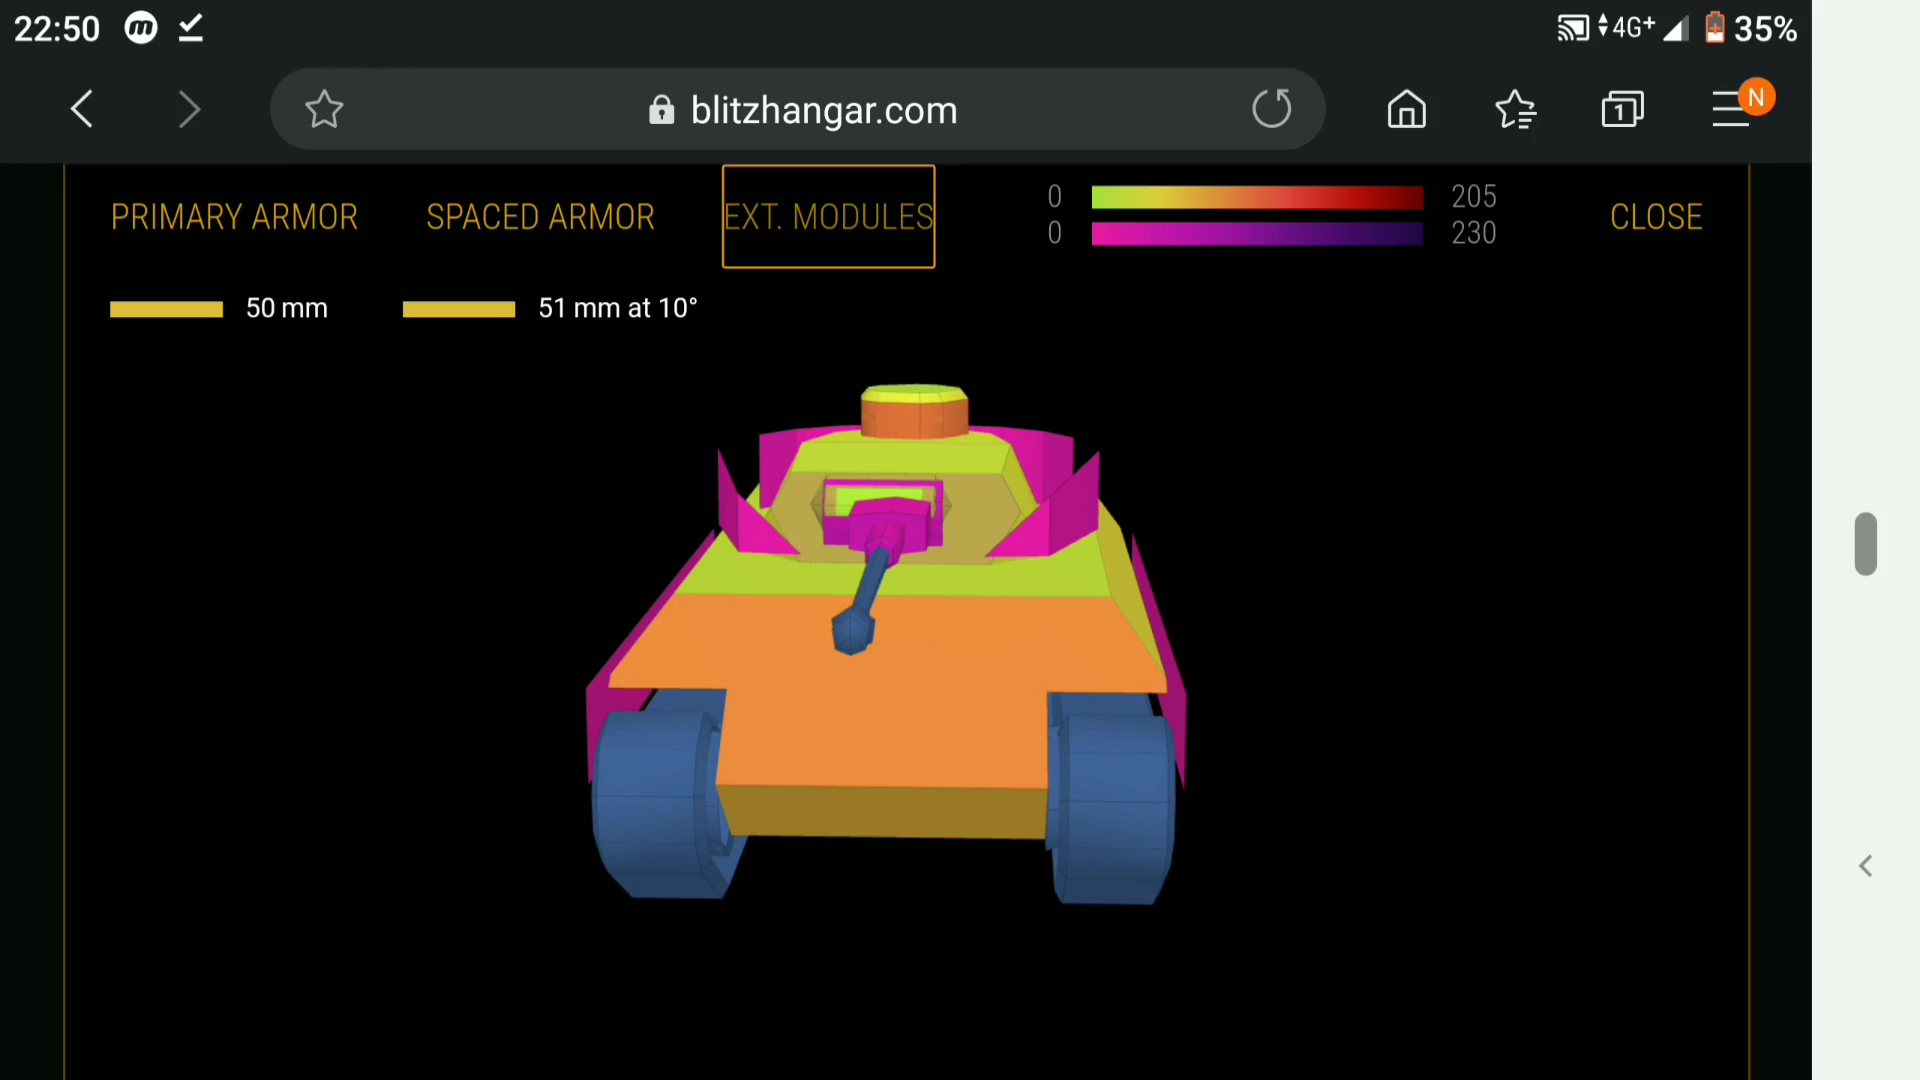 22:50 m 4G+ 35%
blitzhangar.com 1 N
PRIMARY ARMOR SPACED ARMOR EXT. MODULES 0 205 CLOSE
0 230
50 mm 51 mm at 10°